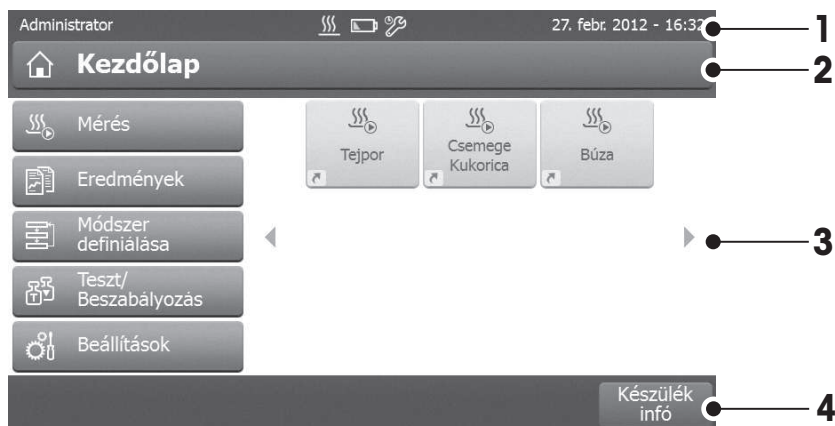 Administrator
27. febr. 2012 - 16:32
1
Kezdőlap
2
Mérés
Eredmények
Módszer
definiálása
Teszt/
Beszabályozás
Beállítások
Tejpor
Csemege
Kukorica
Búza
3
Készülék
infó
4